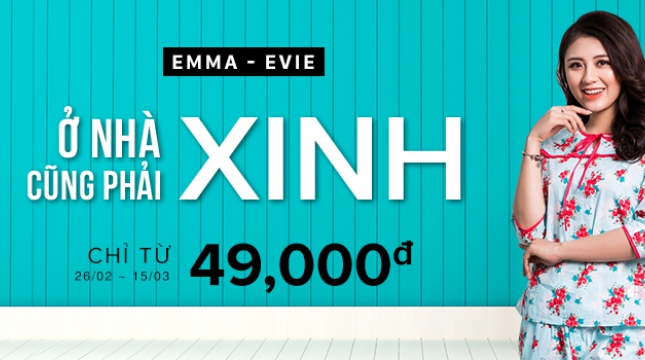 EMMA - EVIE
Ở NHÀ
CŨNG PHẢI
XINH
CHỈ TỪ
26/02 ~ 15/03
49,000đ